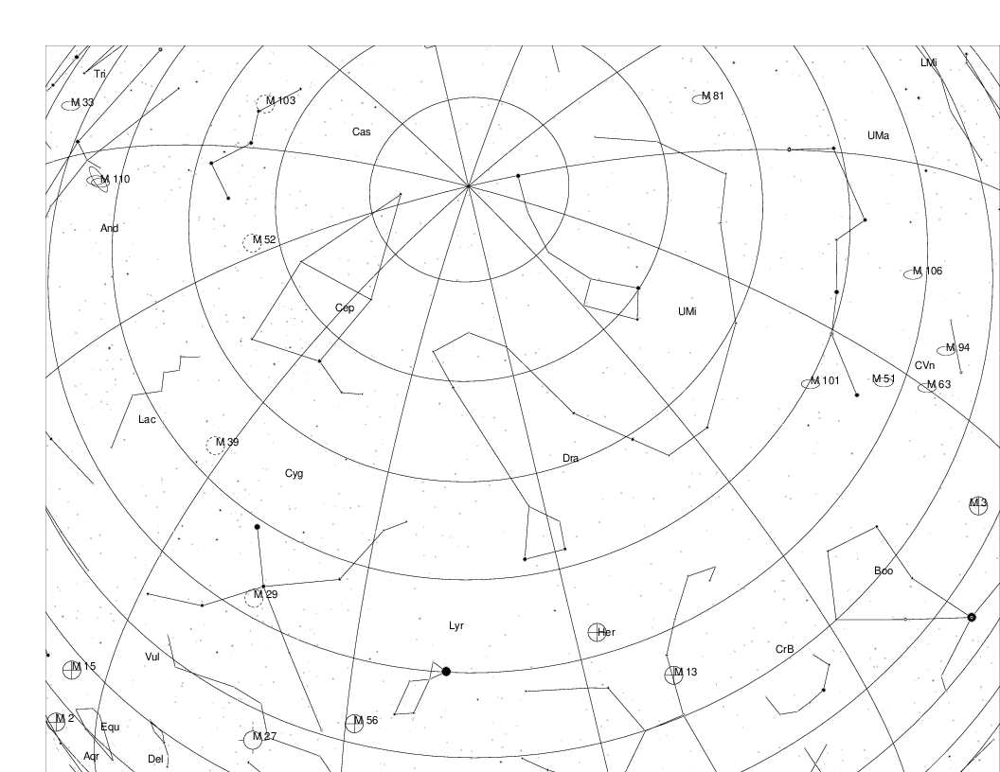 LMi
Tri
M 33
M 103
M 81
Cas
UMa
M 110
And
M 52
M 106
Cep
UMi
M 94
CVn
M 101
M 51
M 63
Lac
M 39
Dra
Cyg
M 3
Boo
M 29
Lyr
Her
CrB
Vul
M 15
M 13
M 2
Equ
M 56
M 27
Aqr
Del